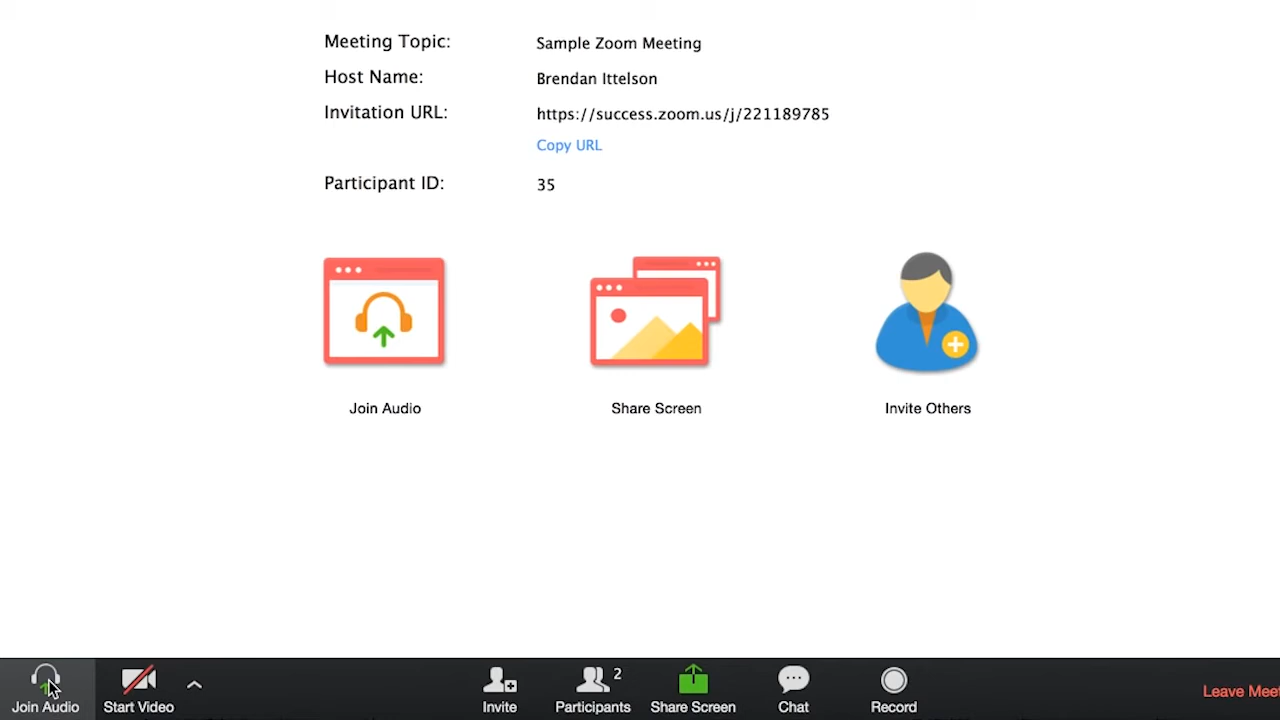 Meeting Topic: Sample Zoom Meeting
Host Name: Brendan Ittelson
Invitation URL: https://success.zoom.us/j/221189785
Copy URL
Participant ID: 35
Join Audio Share Screen Invite Others
2
Join Audio Start Video Invite Participants Share Screen Chat Record Leave Meet